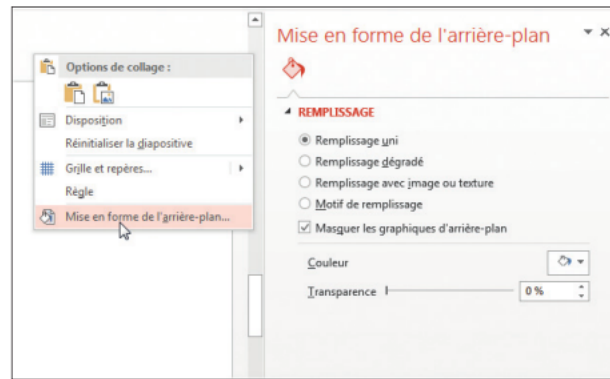 Options de collage :
Disposition
Réinitialiser la diapositive
Grille et repères...
Règle
Mise en forme de l'arrière-plan...
Mise en forme de l'arrière-plan
REMPLISSAGE
Remplissage uni
Remplissage dégradé
Remplissage avec image ou texture
Motif de remplissage
Masquer les graphiques d'arrière-plan
Couleur
Transparence
0 %